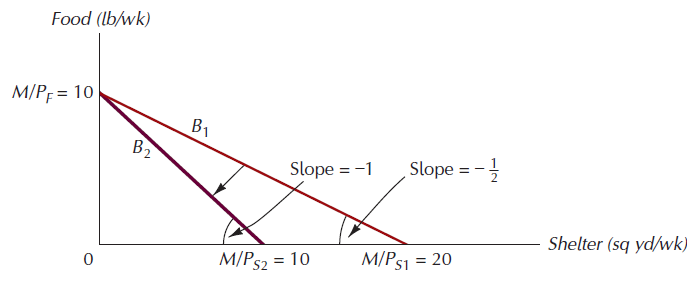 Food (lb/wk)
M/PF = 10
B1
B2
Slope = −1
Slope = −1/2
Shelter (sq yd/wk)
0
M/PS2 = 10
M/PS1 = 20